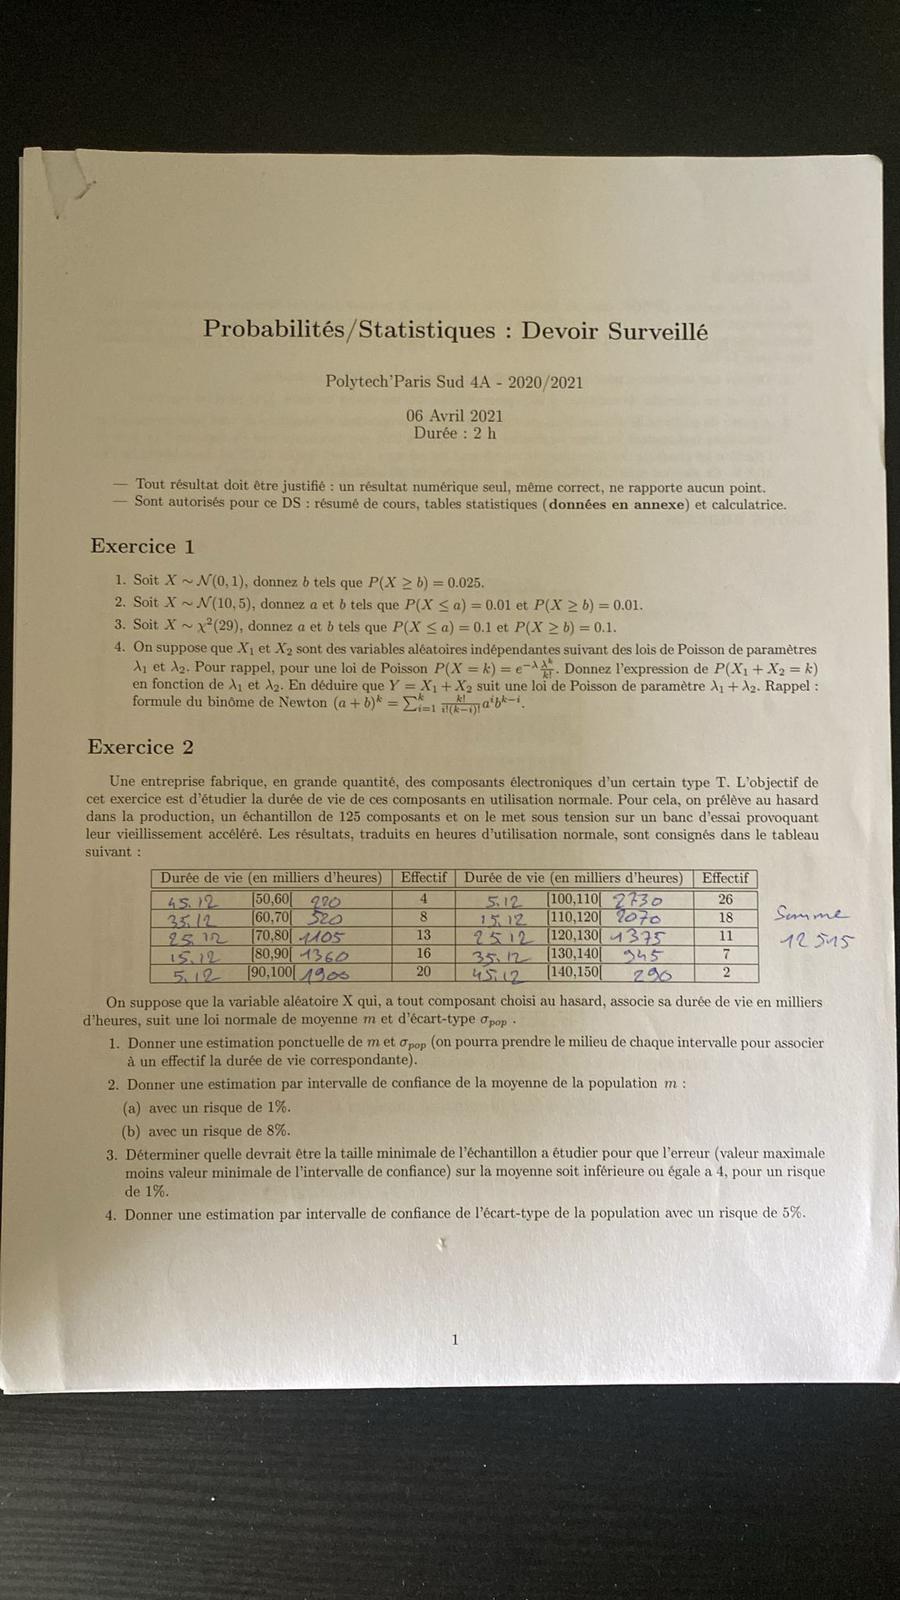 Probabilités/Statistiques : Devoir Surveillé
Polytech'Paris Sud 4A - 2020/2021
06 Avril 2021
Durée : 2 h
— Tout résultat doit être justifié : un résultat numérique seul, même correct, ne rapporte aucun point.
— Sont autorisés pour ce DS : résumé de cours, tables statistiques (données en annexe) et calculatrice.
Exercice 1
1. Soit X ∼ N(0, 1), donnez b tels que P(X ≥ b) = 0.025.
2. Soit X ∼ N(10, 5), donnez a et b tels que P(X ≤ a) = 0.01 et P(X ≥ b) = 0.01.
3. Soit X ∼ χ²(29), donnez a et b tels que P(X ≤ a) = 0.1 et P(X ≥ b) = 0.1.
4. On suppose que X₁ et X₂ sont des variables aléatoires indépendantes suivant des lois de Poisson de paramètres
λ₁ et λ₂. Pour rappel, pour une loi de Poisson P(X = k) = e^{-λ} λ^k/k!. Donnez l'expression de P(X₁ + X₂ = k)
en fonction de λ₁ et λ₂. En déduire que Y = X₁ + X₂ suit une loi de Poisson de paramètre λ₁ + λ₂. Rappel :
formule du binôme de Newton (a + b)^k = ∑_{i=1}^{k} k!/(i!(k−i)!) a^i b^{k−i}.
Exercice 2
Une entreprise fabrique, en grande quantité, des composants électroniques d'un certain type T. L'objectif de
cet exercice est d'étudier la durée de vie de ces composants en utilisation normale. Pour cela, on prélève au hasard
dans la production, un échantillon de 125 composants et on le met sous tension sur un banc d'essai provoquant
leur vieillissement accéléré. Les résultats, traduits en heures d'utilisation normale, sont consignés dans le tableau
suivant :
Durée de vie (en milliers d'heures) Effectif Durée de vie (en milliers d'heures) Effectif
45.12 [50,60[ 220 4 5.12 [100,110[ 2730 26
35.12 [60,70[ 520 8 15.12 [110,120[ 2070 18 Somme
25.12 [70,80[ 1105 13 25.12 [120,130[ 1375 11 12515
15.12 [80,90[ 1360 16 35.12 [130,140[ 945 7
5.12 [90,100[ 1900 20 45.12 [140,150[ 290 2
On suppose que la variable aléatoire X qui, a tout composant choisi au hasard, associe sa durée de vie en milliers
d'heures, suit une loi normale de moyenne m et d'écart-type σ_pop .
1. Donner une estimation ponctuelle de m et σ_pop (on pourra prendre le milieu de chaque intervalle pour associer
à un effectif la durée de vie correspondante).
2. Donner une estimation par intervalle de confiance de la moyenne de la population m :
(a) avec un risque de 1%.
(b) avec un risque de 8%.
3. Déterminer quelle devrait être la taille minimale de l'échantillon a étudier pour que l'erreur (valeur maximale
moins valeur minimale de l'intervalle de confiance) sur la moyenne soit inférieure ou égale a 4, pour un risque
de 1%.
4. Donner une estimation par intervalle de confiance de l'écart-type de la population avec un risque de 5%.
1